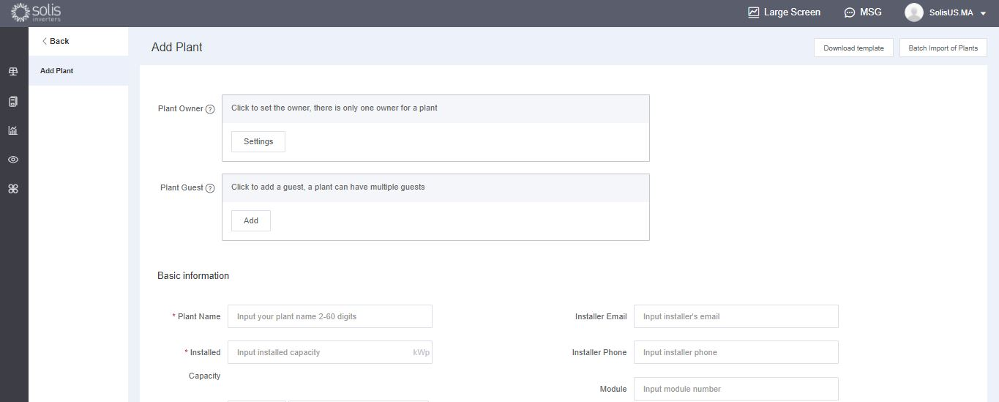 solis
inverters
Large Screen
MSG
SolisUS.MA
Back
Add Plant
Add Plant
Download template
Batch Import of Plants
Plant Owner ?
Click to set the owner, there is only one owner for a plant
Settings
Plant Guest ?
Click to add a guest, a plant can have multiple guests
Add
Basic information
* Plant Name
Input your plant name 2-60 digits
Installer Email
Input installer's email
* Installed
Capacity
Input installed capacity
kWp
Installer Phone
Input installer phone
Module
Input module number